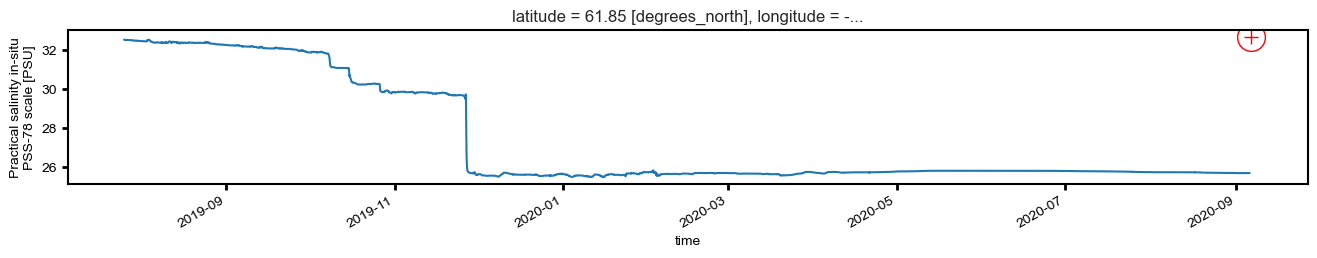 latitude = 61.85 [degrees_north], longitude = -...
Practical salinity in-situ
PSS-78 scale [PSU]
32
30
28
26
2019-09
2019-11
2020-01
2020-03
2020-05
2020-07
2020-09
time